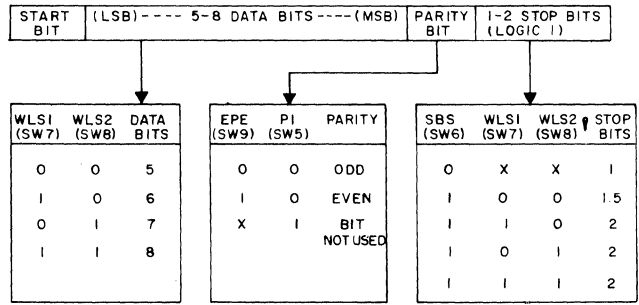 START BIT (LSB)---- 5-8 DATA BITS ----(MSB) PARITY BIT 1-2 STOP BITS (LOGIC 1)
WLS1 (SW7) WLS2 (SW8) DATA BITS
0 0 5
1 0 6
0 1 7
1 1 8
EPE (SW9) PI (SW5) PARITY
0 0 ODD
1 0 EVEN
X 1 BIT NOT USED
SBS (SW6) WLS1 (SW7) WLS2 (SW8) STOP BITS
0 X X 1
1 0 0 1.5
1 1 0 2
1 0 1 2
1 1 1 2